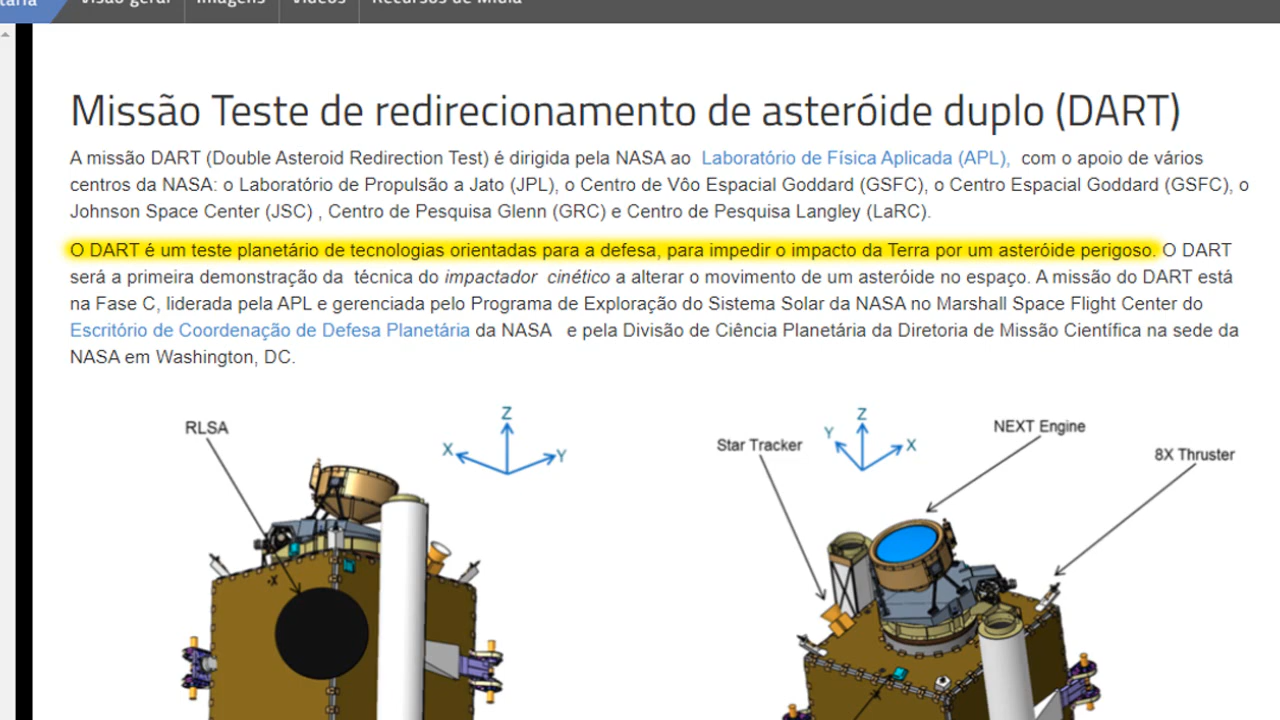 tária Visão geral Imagens Vídeos Recursos de Mídia
Missão Teste de redirecionamento de asteróide duplo (DART)
A missão DART (Double Asteroid Redirection Test) é dirigida pela NASA ao Laboratório de Física Aplicada (APL), com o apoio de vários
centros da NASA: o Laboratório de Propulsão a Jato (JPL), o Centro de Vôo Espacial Goddard (GSFC), o Centro Espacial Goddard (GSFC), o
Johnson Space Center (JSC) , Centro de Pesquisa Glenn (GRC) e Centro de Pesquisa Langley (LaRC).
O DART é um teste planetário de tecnologias orientadas para a defesa, para impedir o impacto da Terra por um asteróide perigoso. O DART
será a primeira demonstração da técnica do impactador cinético a alterar o movimento de um asteróide no espaço. A missão do DART está
na Fase C, liderada pela APL e gerenciada pelo Programa de Exploração do Sistema Solar da NASA no Marshall Space Flight Center do
Escritório de Coordenação de Defesa Planetária da NASA e pela Divisão de Ciência Planetária da Diretoria de Missão Científica na sede da
NASA em Washington, DC.
RLSA
Z
X
Y
Z
Y
X
Star Tracker
NEXT Engine
8X Thruster
-X
X